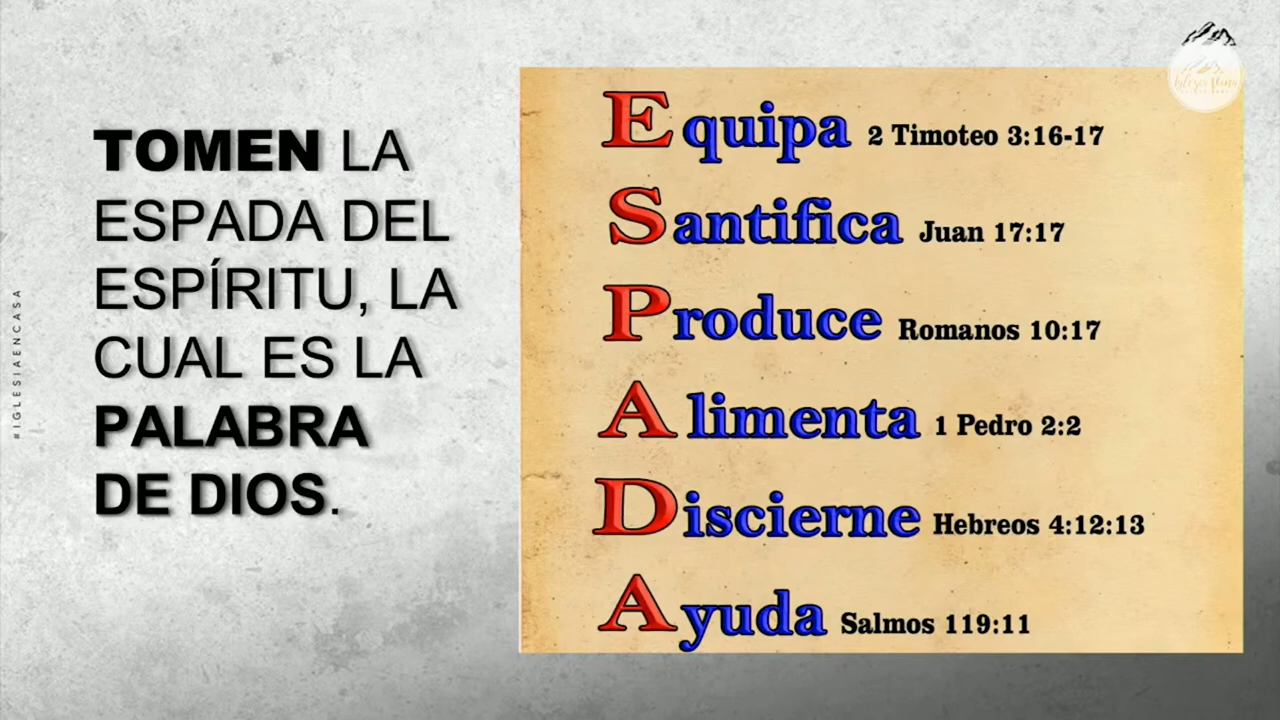 #IGLESIAENCASA
TOMEN LA
ESPADA DEL
ESPÍRITU, LA
CUAL ES LA
PALABRA
DE DIOS.
Equipa 2 Timoteo 3:16-17
Santifica Juan 17:17
Produce Romanos 10:17
Alimenta 1 Pedro 2:2
Discierne Hebreos 4:12:13
Ayuda Salmos 119:11